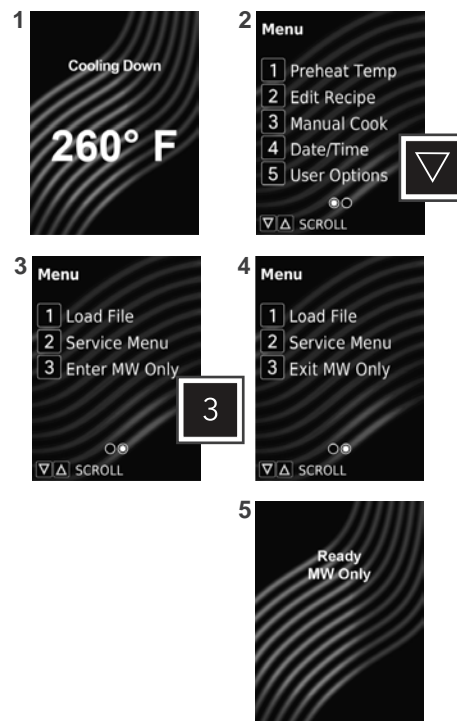 1
Cooling Down
260° F
2
Menu
1 Preheat Temp
2 Edit Recipe
3 Manual Cook
4 Date/Time
5 User Options
▽
◉○
▽ △ SCROLL
3
Menu
1 Load File
2 Service Menu
3 Enter MW Only
3
○◉
▽ △ SCROLL
4
Menu
1 Load File
2 Service Menu
3 Exit MW Only
○◉
▽ △ SCROLL
5
Ready
MW Only